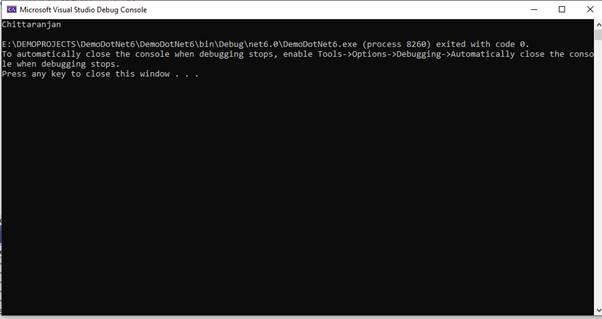 Microsoft Visual Studio Debug Console
Chittaranjan
E:\DEMOPROJECTS\DemoDotNet6\DemoDotNet6\bin\Debug\net6.0\DemoDotNet6.exe (process 8260) exited with code 0.
To automatically close the console when debugging stops, enable Tools->Options->Debugging->Automatically close the conso
le when debugging stops.
Press any key to close this window . . .